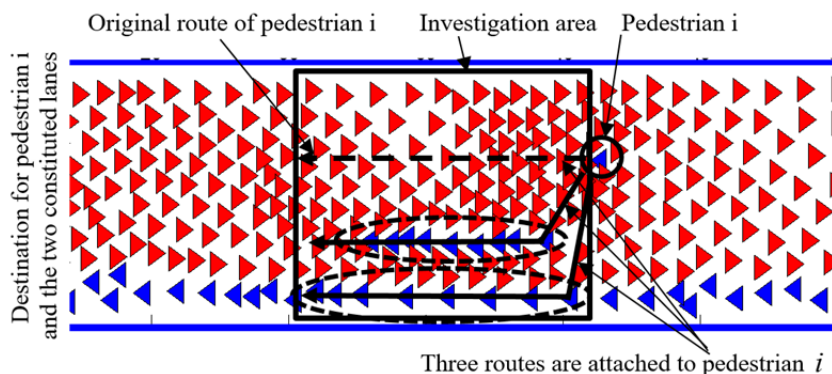 Original route of pedestrian i
Investigation area
Pedestrian i
Destination for pedestrian i
and the two constituted lanes
Three routes are attached to pedestrian i